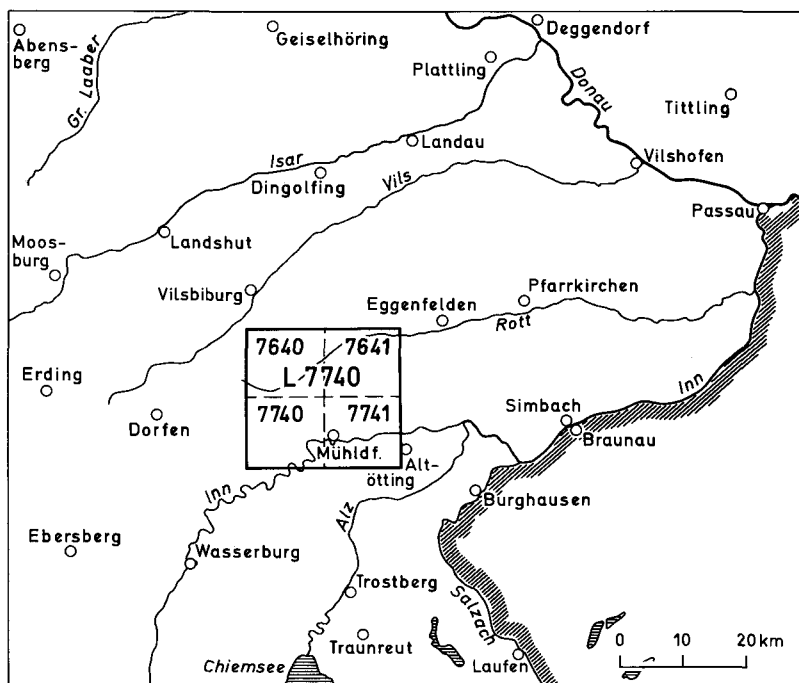 Abens-
berg
Gr. Laaber
Geiselhöring
Deggendorf
Plattling
Donau
Tittling
Landau
Isar
Dingolfing
Vils
Vilshofen
Passau
Moos-
burg
Landshut
Vilsbiburg
Pfarrkirchen
Eggenfelden
Rott
7640
7641
L 7740
7740
7741
Erding
Dorfen
Inn
Simbach
Braunau
Mühldf.
Alt-
ötting
Inn
Alz
Burghausen
Ebersberg
Wasserburg
Trostberg
Salzach
Traunreut
Chiemsee
Laufen
0 10 20 km